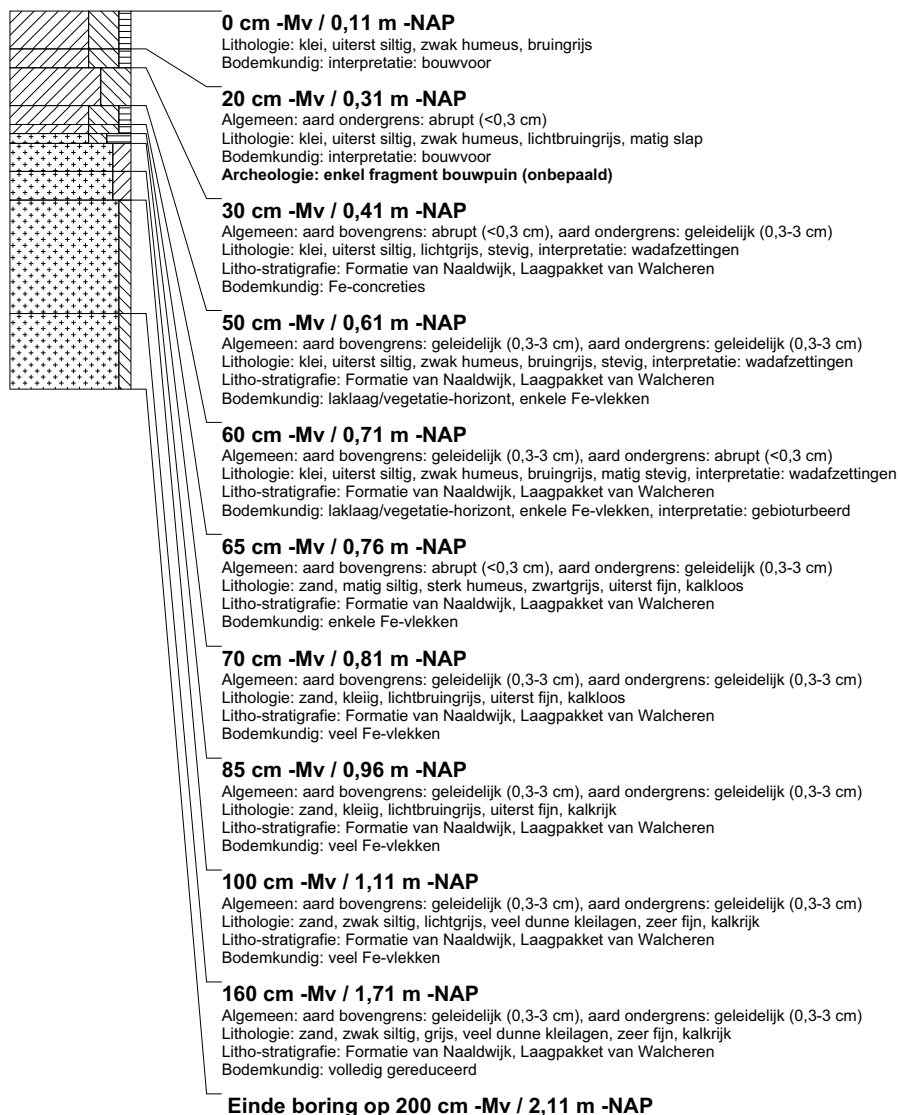 0 cm -Mv / 0,11 m -NAP
Lithologie: klei, uiterst siltig, zwak humeus, bruingrijs
Bodemkundig: interpretatie: bouwvoor
20 cm -Mv / 0,31 m -NAP
Algemeen: aard ondergrens: abrupt (<0,3 cm)
Lithologie: klei, uiterst siltig, zwak humeus, lichtbruingrijs, matig slap
Bodemkundig: interpretatie: bouwvoor
Archeologie: enkel fragment bouwpuin (onbepaald)
30 cm -Mv / 0,41 m -NAP
Algemeen: aard bovengrens: abrupt (<0,3 cm), aard ondergrens: geleidelijk (0,3-3 cm)
Lithologie: klei, uiterst siltig, lichtgrijs, stevig, interpretatie: wadafzettingen
Litho-stratigrafie: Formatie van Naaldwijk, Laagpakket van Walcheren
Bodemkundig: Fe-concreties
50 cm -Mv / 0,61 m -NAP
Algemeen: aard bovengrens: geleidelijk (0,3-3 cm), aard ondergrens: geleidelijk (0,3-3 cm)
Lithologie: klei, uiterst siltig, zwak humeus, bruingrijs, stevig, interpretatie: wadafzettingen
Litho-stratigrafie: Formatie van Naaldwijk, Laagpakket van Walcheren
Bodemkundig: laklaag/vegetatie-horizont, enkele Fe-vlekken
60 cm -Mv / 0,71 m -NAP
Algemeen: aard bovengrens: geleidelijk (0,3-3 cm), aard ondergrens: abrupt (<0,3 cm)
Lithologie: klei, uiterst siltig, zwak humeus, bruingrijs, matig stevig, interpretatie: wadafzettingen
Litho-stratigrafie: Formatie van Naaldwijk, Laagpakket van Walcheren
Bodemkundig: laklaag/vegetatie-horizont, enkele Fe-vlekken, interpretatie: gebioturbeerd
65 cm -Mv / 0,76 m -NAP
Algemeen: aard bovengrens: abrupt (<0,3 cm), aard ondergrens: geleidelijk (0,3-3 cm)
Lithologie: zand, matig siltig, sterk humeus, zwartgrijs, uiterst fijn, kalkloos
Litho-stratigrafie: Formatie van Naaldwijk, Laagpakket van Walcheren
Bodemkundig: enkele Fe-vlekken
70 cm -Mv / 0,81 m -NAP
Algemeen: aard bovengrens: geleidelijk (0,3-3 cm), aard ondergrens: geleidelijk (0,3-3 cm)
Lithologie: zand, kleiig, lichtbruingrijs, uiterst fijn, kalkloos
Litho-stratigrafie: Formatie van Naaldwijk, Laagpakket van Walcheren
Bodemkundig: veel Fe-vlekken
85 cm -Mv / 0,96 m -NAP
Algemeen: aard bovengrens: geleidelijk (0,3-3 cm), aard ondergrens: geleidelijk (0,3-3 cm)
Lithologie: zand, kleiig, lichtbruingrijs, uiterst fijn, kalkrijk
Litho-stratigrafie: Formatie van Naaldwijk, Laagpakket van Walcheren
Bodemkundig: veel Fe-vlekken
100 cm -Mv / 1,11 m -NAP
Algemeen: aard bovengrens: geleidelijk (0,3-3 cm), aard ondergrens: geleidelijk (0,3-3 cm)
Lithologie: zand, zwak siltig, lichtgrijs, veel dunne kleilagen, zeer fijn, kalkrijk
Litho-stratigrafie: Formatie van Naaldwijk, Laagpakket van Walcheren
Bodemkundig: veel Fe-vlekken
160 cm -Mv / 1,71 m -NAP
Algemeen: aard bovengrens: geleidelijk (0,3-3 cm), aard ondergrens: geleidelijk (0,3-3 cm)
Lithologie: zand, zwak siltig, grijs, veel dunne kleilagen, zeer fijn, kalkrijk
Litho-stratigrafie: Formatie van Naaldwijk, Laagpakket van Walcheren
Bodemkundig: volledig gereduceerd
Einde boring op 200 cm -Mv / 2,11 m -NAP